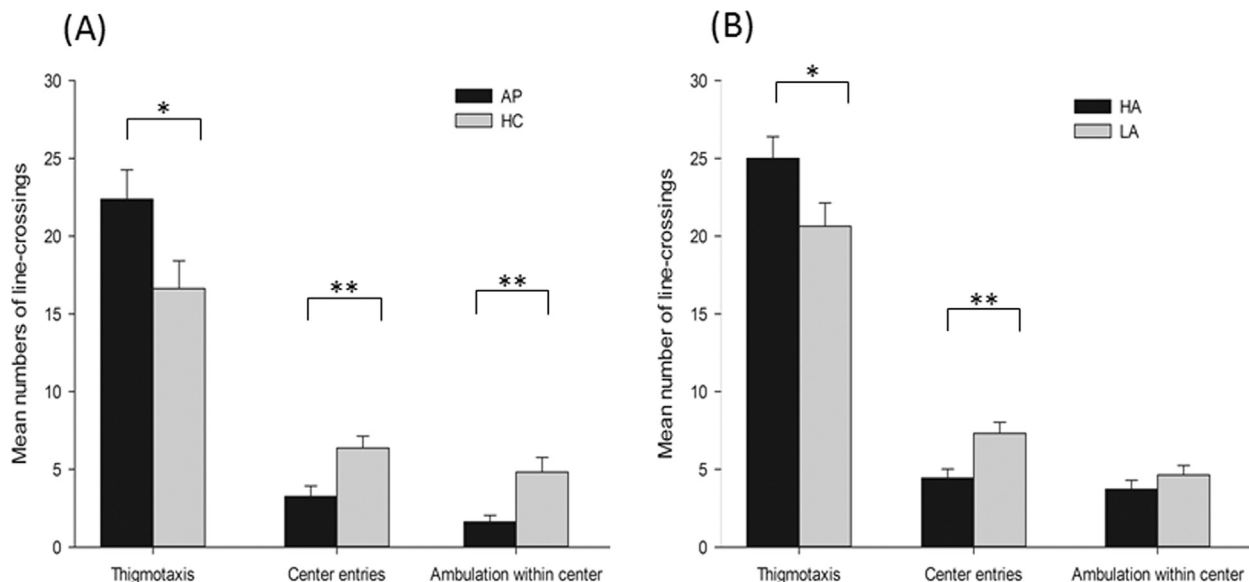 (A)
Mean numbers of line-crossings
30
25
20
15
10
5
0
AP
HC
*
**
**
Thigmotaxis Center entries Ambulation within center
(B)
Mean number of line-crossings
30
25
20
15
10
5
0
HA
LA
*
**
Thigmotaxis Center entries Ambulation within center